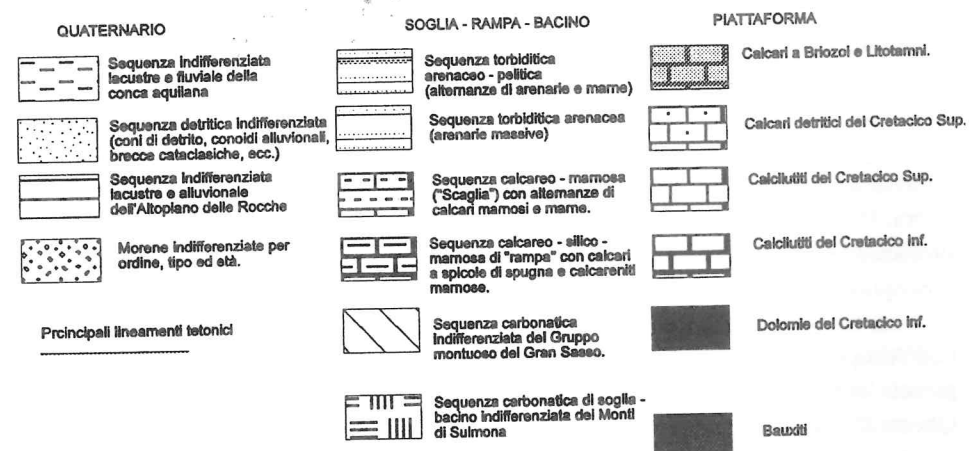 QUATERNARIO
Sequenza Indifferenziata
lacustre e fluviale della
conca aquilana
Sequenza detritica Indifferenziata
(coni di detrito, conoidi alluvionali,
brecce cataclasiche, ecc.)
Sequenza Indifferenziata
lacustre e alluvionale
dell'Altopiano delle Rocche
Morene Indifferenziate per
ordine, tipo ed età.
Prcincipali lineamenti tetonici
SOGLIA - RAMPA - BACINO
Sequenza torbiditica
arenaceo - pelitica
(alternanze di arenarie e marne)
Sequenza torbiditica arenacea
(arenarie massive)
Sequenza calcareo - marnosa
("Scaglia") con alternanze di
calcari marnosi e marne.
Sequenza calcareo - silico -
marnosa di "rampa" con calcari
a spicole di spugna e calcareniti
marnose.
Sequenza carbonatica
Indifferenziata del Gruppo
montuoso del Gran Sasso.
Sequenza carbonatica di soglia -
bacino indifferenziata dei Monti
di Sulmona
PIATTAFORMA
Calcari a Briozoi e Litotamni.
Calcari detritici del Cretacico Sup.
Calcilutiti del Cretacico Sup.
Calcilutiti del Cretacico Inf.
Dolomie del Cretacico Inf.
Bauxiti